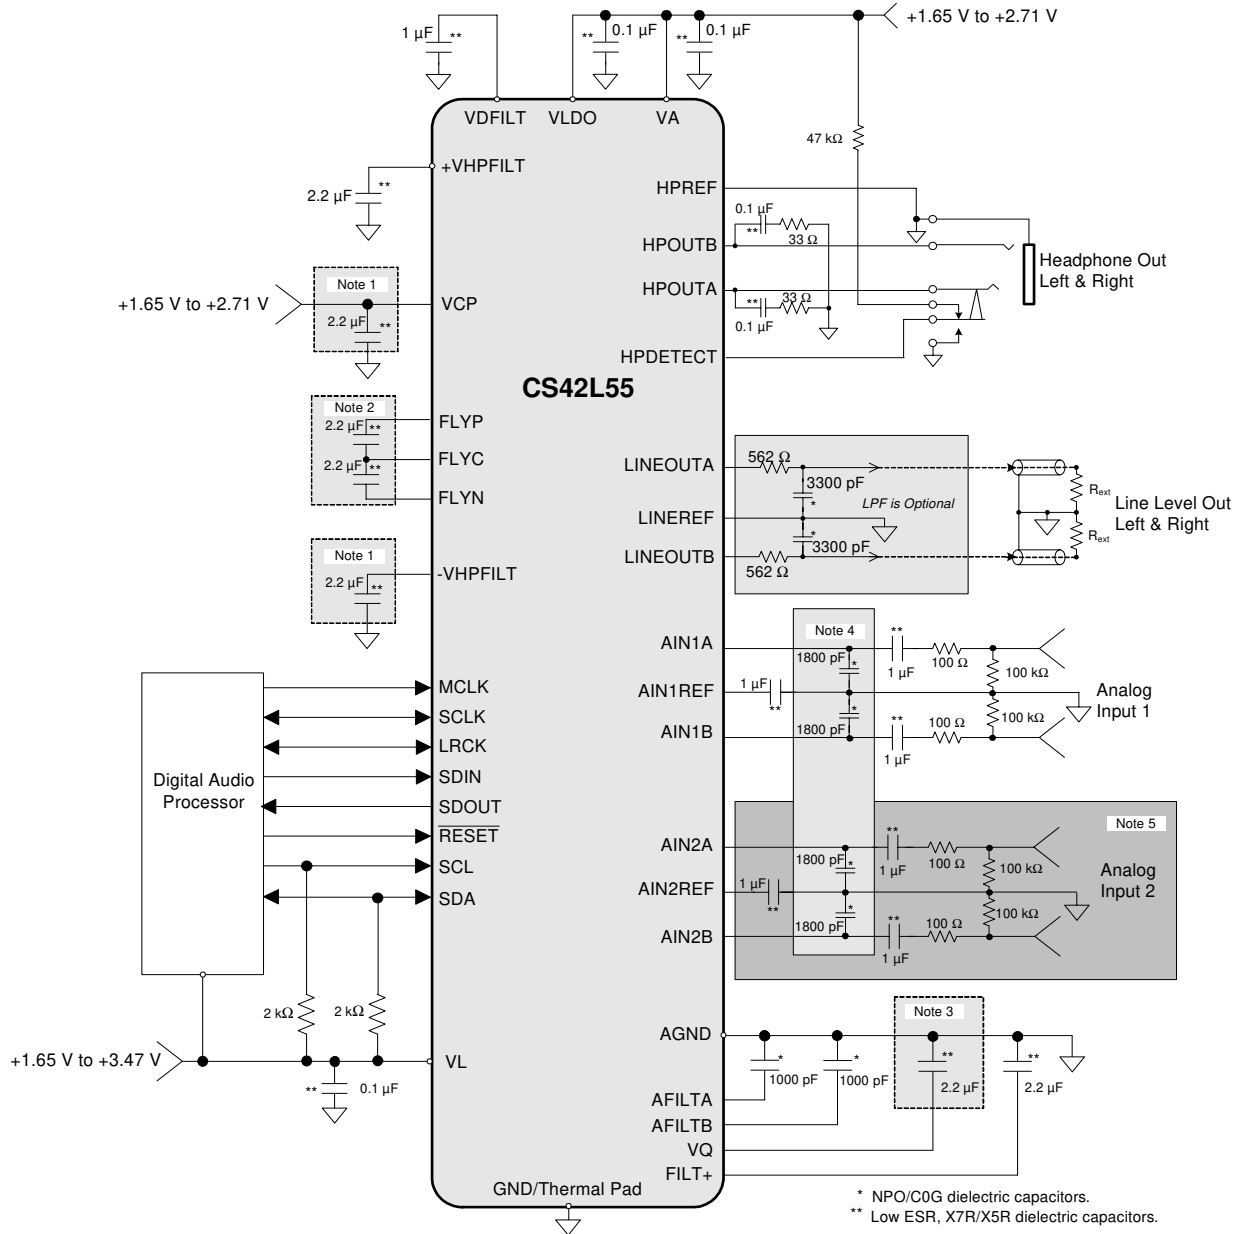 +1.65 V to +2.71 V
1 µF
**
**
0.1 µF
**
0.1 µF
VDFILT
VLDO
VA
47 kΩ
+VHPFILT
2.2 µF
**
HPREF
0.1 µF
**
33 Ω
HPOUTB
Headphone Out
Left & Right
HPOUTA
**
33 Ω
0.1 µF
HPDETECT
+1.65 V to +2.71 V
Note 1
2.2 µF
**
VCP
CS42L55
Note 2
2.2 µF
**
2.2 µF
**
FLYP
FLYC
FLYN
LINEOUTA
562 Ω
3300 pF
*
LPF is Optional
LINEREF
*
3300 pF
LINEOUTB
562 Ω
Rext
Rext
Line Level Out
Left & Right
Note 1
2.2 µF
**
-VHPFILT
Note 4
AIN1A
1800 pF
*
**
1 µF
100 Ω
100 kΩ
AIN1REF
1 µF
**
Analog
Input 1
AIN1B
1800 pF
*
**
1 µF
100 Ω
100 kΩ
Digital Audio
Processor
MCLK
SCLK
LRCK
SDIN
SDOUT
RESET
SCL
SDA
Note 5
AIN2A
1800 pF
*
**
1 µF
100 Ω
100 kΩ
AIN2REF
1 µF
**
Analog
Input 2
AIN2B
1800 pF
*
**
1 µF
100 Ω
100 kΩ
2 kΩ
2 kΩ
+1.65 V to +3.47 V
VL
**
0.1 µF
Note 3
AGND
*
1000 pF
*
1000 pF
**
2.2 µF
**
2.2 µF
AFILTA
AFILTB
VQ
FILT+
GND/Thermal Pad
* NPO/C0G dielectric capacitors.
** Low ESR, X7R/X5R dielectric capacitors.